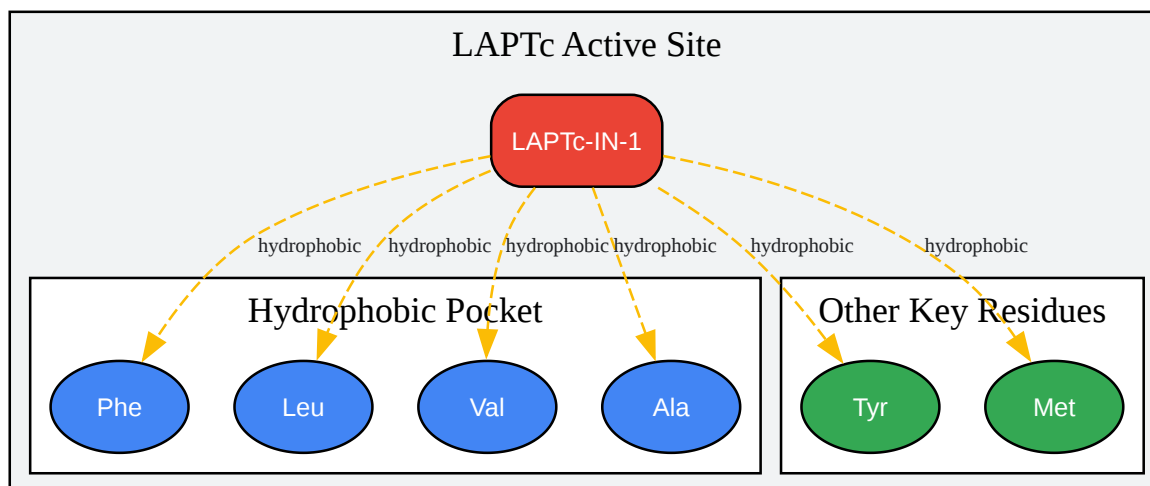 LAPTc Active Site
LAPTc-IN-1
hydrophobic hydrophobic hydrophobic hydrophobic hydrophobic hydrophobic
Hydrophobic Pocket
Other Key Residues
Phe Leu Val Ala Tyr Met